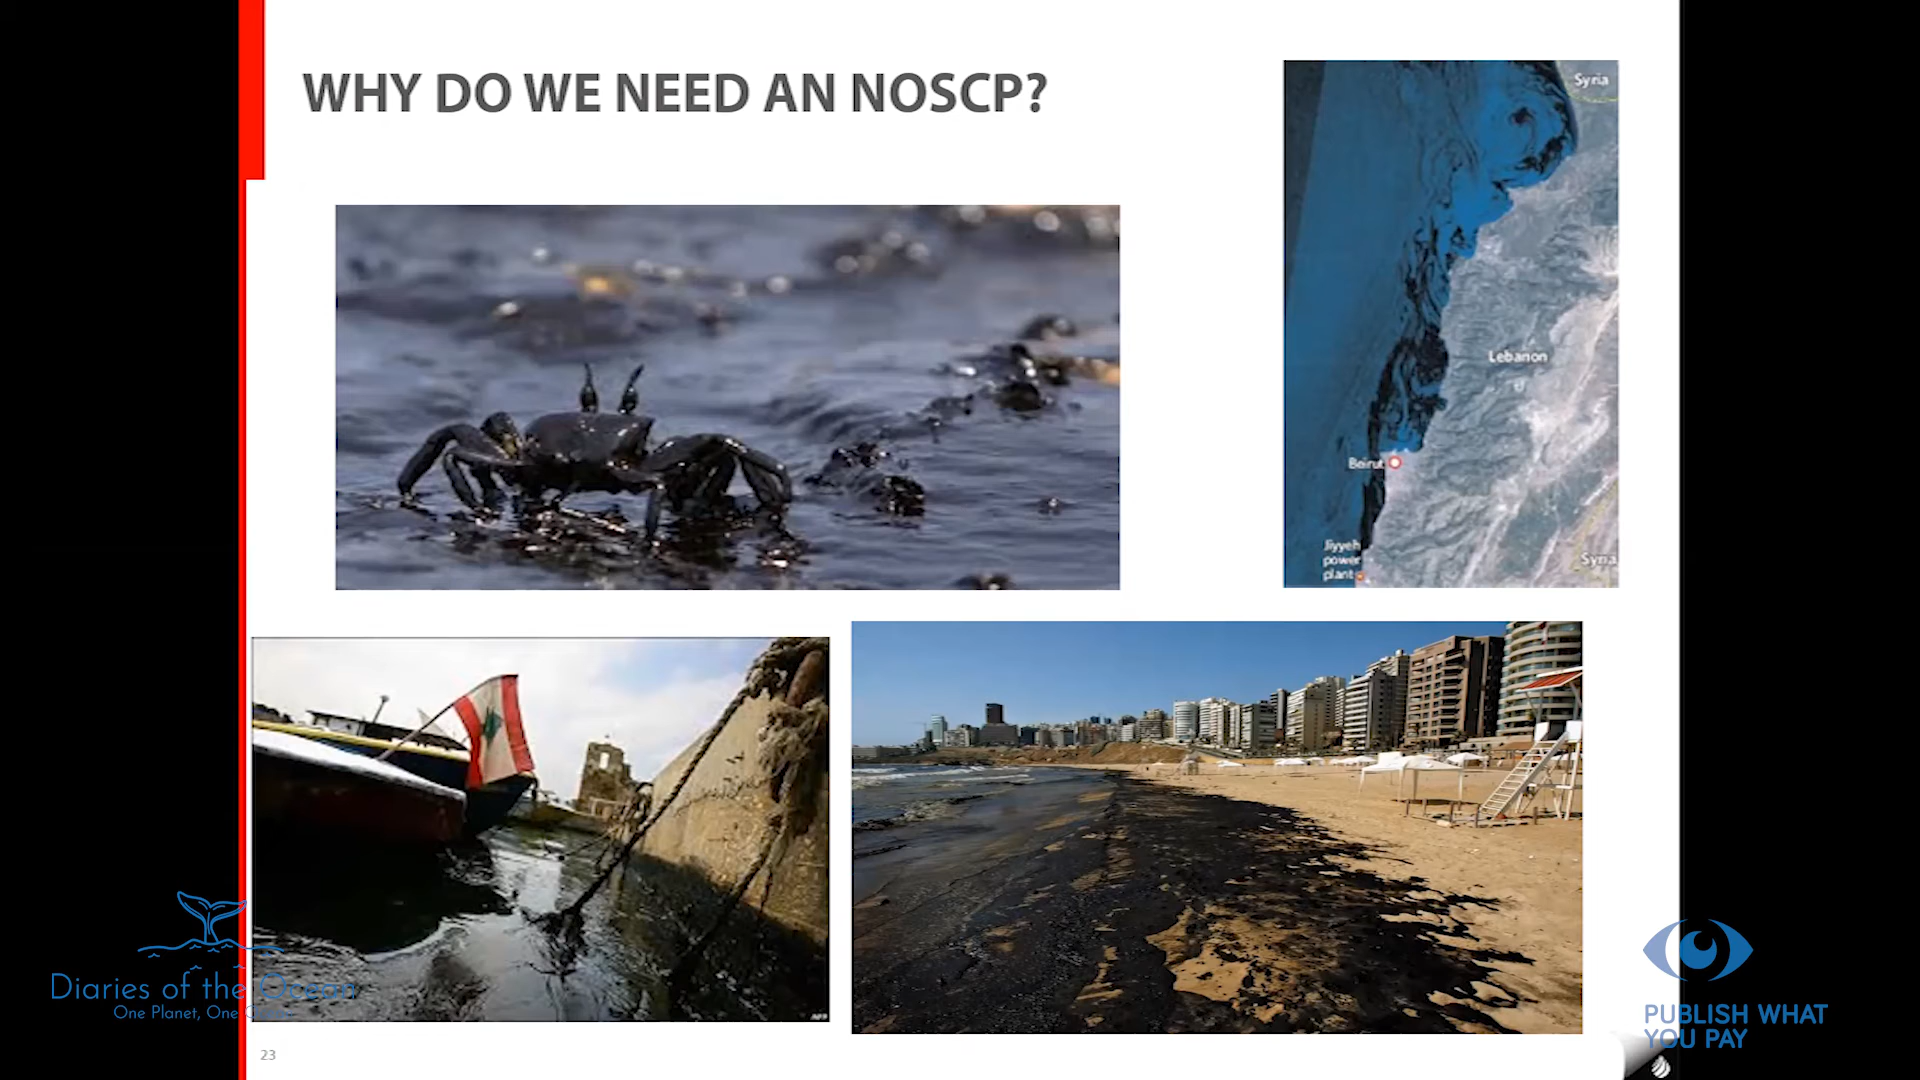 WHY DO WE NEED AN NOSCP?
Syria
Lebanon
Beirut
Jiyyeh
power
plant
Syria
Diaries of the Ocean
One Planet, One
PUBLISH WHAT
YOU PAY
23